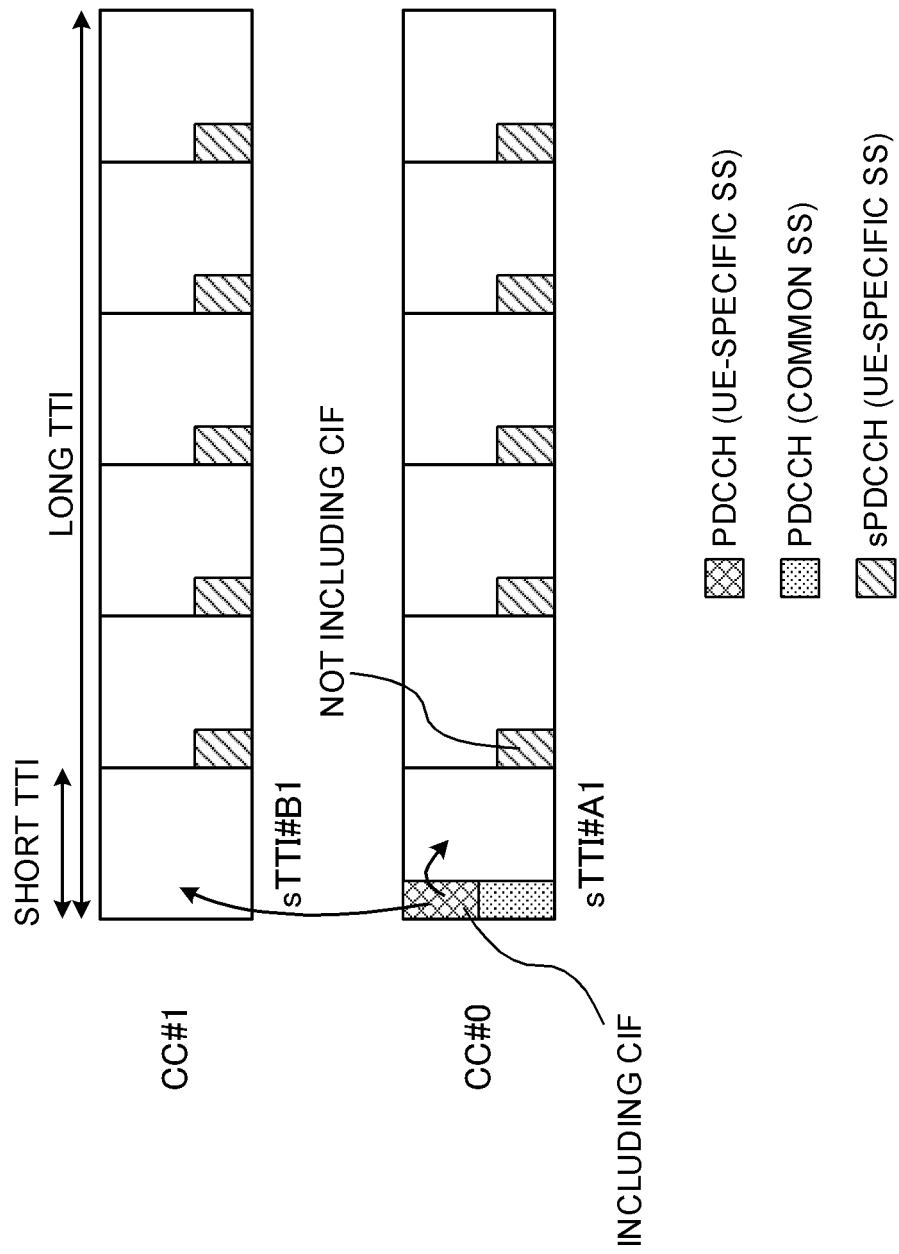 LONG TTI
SHORT TTI
CC#1
sTTI#B1
NOT INCLUDING CIF
CC#0
sTTI#A1
INCLUDING CIF
PDCCH (UE-SPECIFIC SS)
PDCCH (COMMON SS)
sPDCCH (UE-SPECIFIC SS)